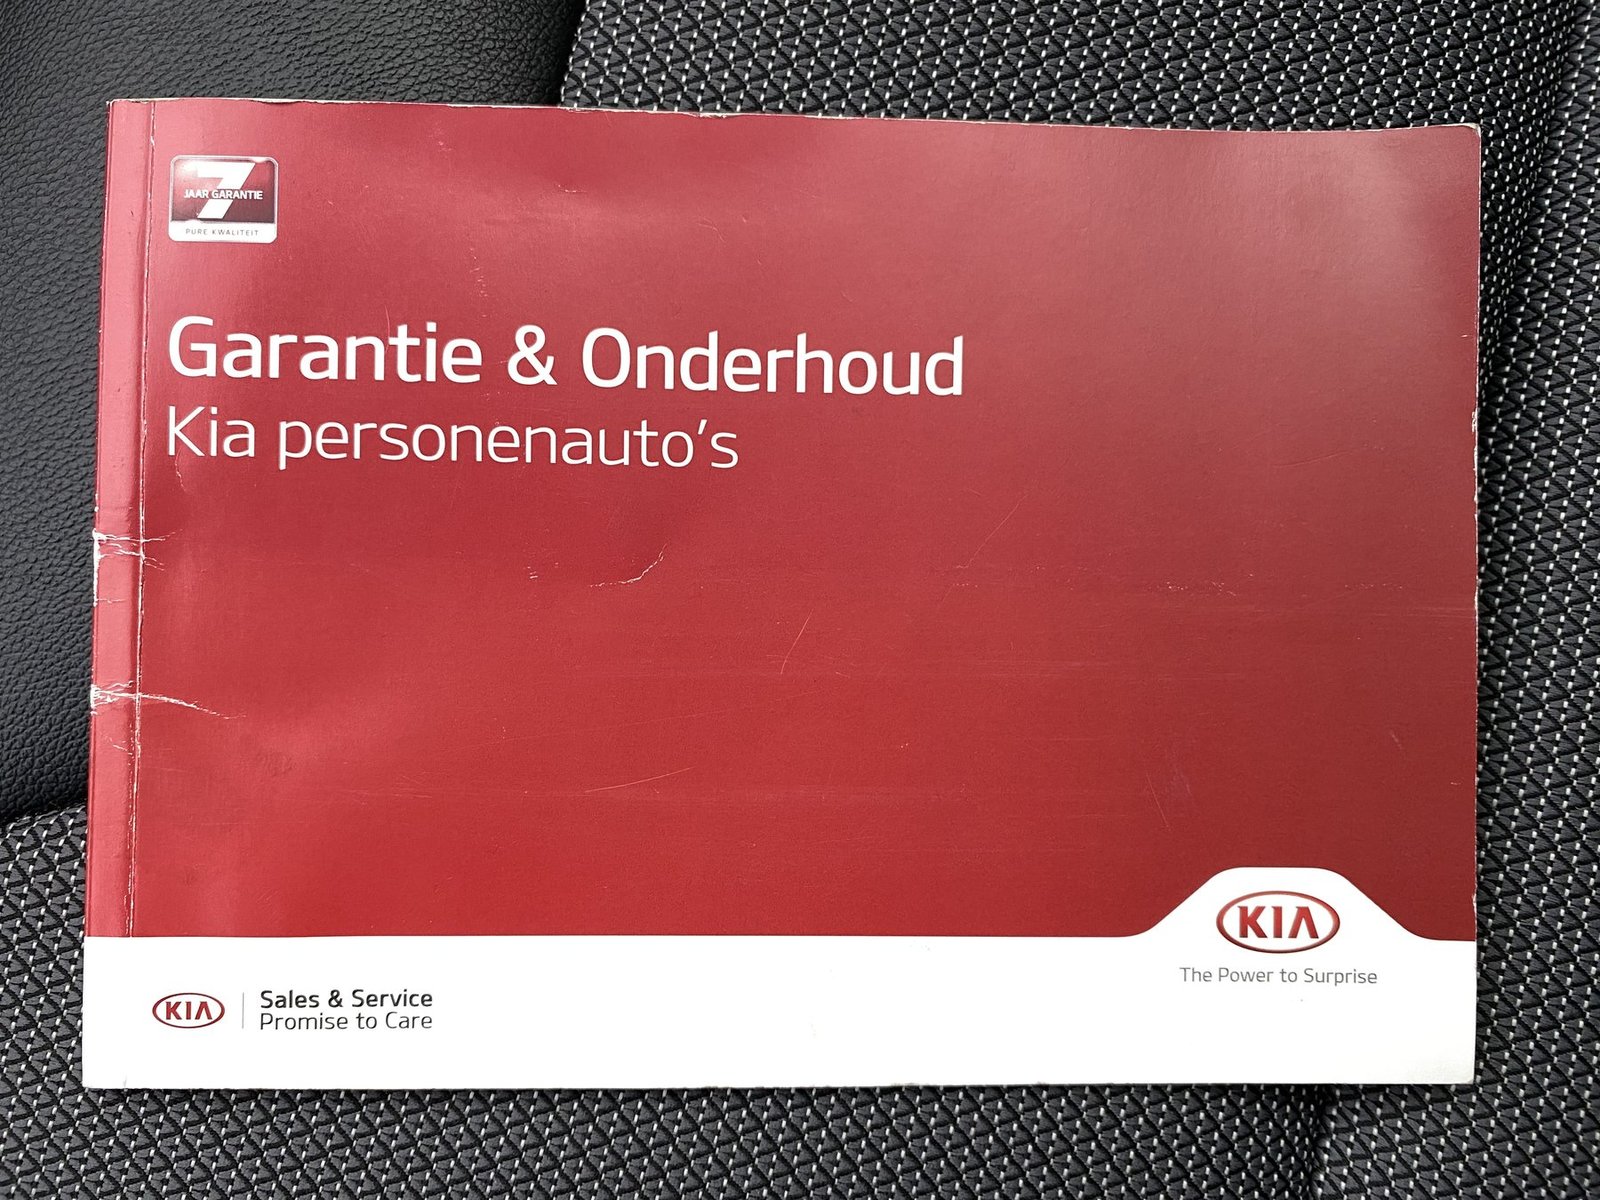 7
JAAR GARANTIE
PURE KWALITEIT
Garantie & Onderhoud
Kia personenauto's
KIA
The Power to Surprise
KIA
Sales & Service
Promise to Care